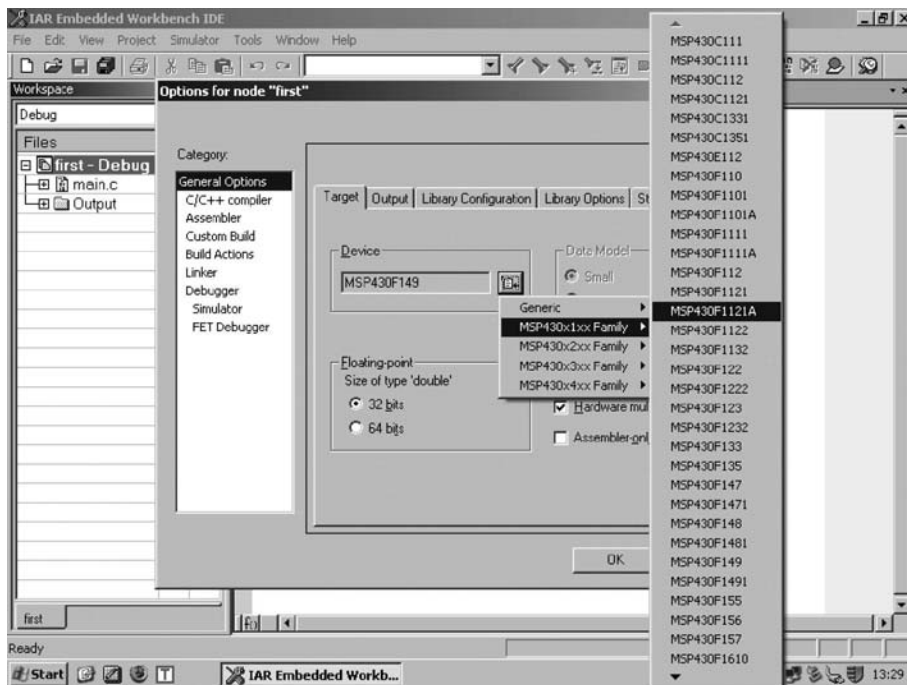 IAR Embedded Workbench IDE
File Edit View Project Simulator Tools Window Help
Workspace
Debug
Files
first - Debug
main.c
Output
first
Options for node "first"
Category:
General Options
C/C++ compiler
Assembler
Custom Build
Build Actions
Linker
Debugger
Simulator
FET Debugger
Target Output Library Configuration Library Options St
Device
MSP430F149
Data Model
Small
Floating-point
Size of type 'double'
32 bits
64 bits
Hardware mul
Assembler-onl
OK
Generic
MSP430x1xx Family
MSP430x2xx Family
MSP430x3xx Family
MSP430x4xx Family
MSP430C111
MSP430C1111
MSP430C112
MSP430C1121
MSP430C1331
MSP430C1351
MSP430E112
MSP430F110
MSP430F1101
MSP430F1101A
MSP430F1111
MSP430F1111A
MSP430F112
MSP430F1121
MSP430F1121A
MSP430F1122
MSP430F1132
MSP430F122
MSP430F1222
MSP430F123
MSP430F1232
MSP430F133
MSP430F135
MSP430F147
MSP430F1471
MSP430F148
MSP430F1481
MSP430F149
MSP430F1491
MSP430F155
MSP430F156
MSP430F157
MSP430F1610
Ready
Start T IAR Embedded Workb... 13:29